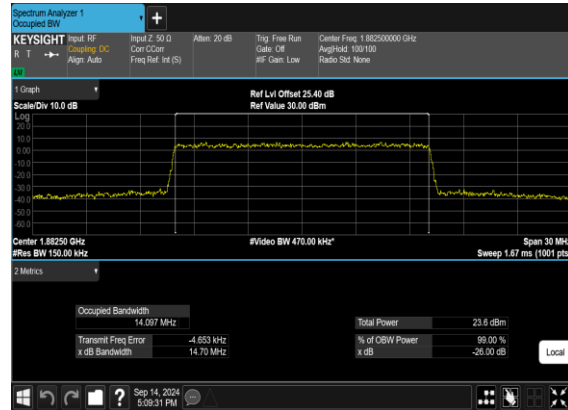 Spectrum Analyzer 1
Occupied BW
+
KEYSIGHT Input: RF Input Z: 50 Ω Atten: 20 dB Trig: Free Run Center Freq: 1.882500000 GHz
R T Coupling: DC Corr CCorr Gate: Off Avg|Hold: 100/100
Align: Auto Freq Ref: Int (S) #IF Gain: Low Radio Std: None
LXI
1 Graph
Ref Lvl Offset 25.40 dB
Scale/Div 10.0 dB Ref Value 30.00 dBm
Log
20.0
10.0
0.00
-10.0
-20.0
-30.0
-40.0
-50.0
-60.0
Center 1.88250 GHz #Video BW 470.00 kHz* Span 30 MHz
#Res BW 150.00 kHz Sweep 1.67 ms (1001 pts)
2 Metrics
Occupied Bandwidth
14.097 MHz Total Power 23.6 dBm
Transmit Freq Error -4.653 kHz % of OBW Power 99.00 %
x dB Bandwidth 14.70 MHz x dB -26.00 dB
Local
? Sep 14, 2024
5:09:31 PM